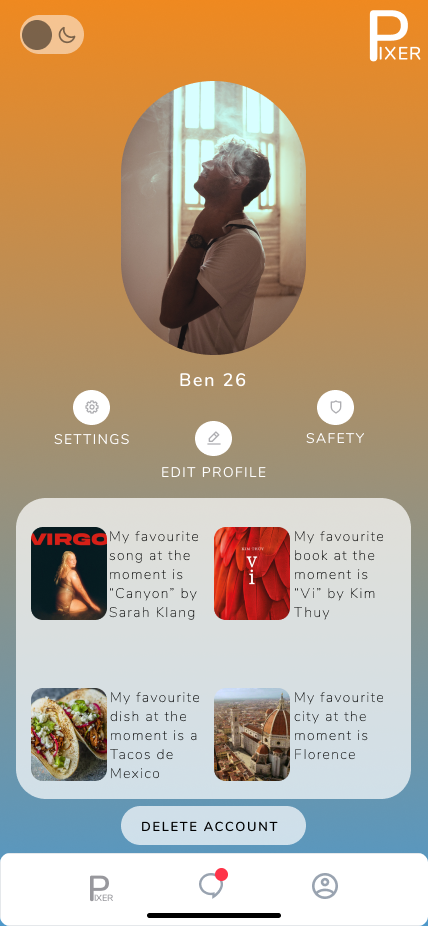 PIXER
Ben 26
SETTINGS
SAFETY
EDIT PROFILE
VIRGO
My favourite
song at the
moment is
“Canyon” by
Sarah Klang
KIM THÚY
vi
My favourite
book at the
moment is
“Vi” by Kim
Thuy
My favourite
dish at the
moment is a
Tacos de
Mexico
My favourite
city at the
moment is
Florence
DELETE ACCOUNT
PIXER